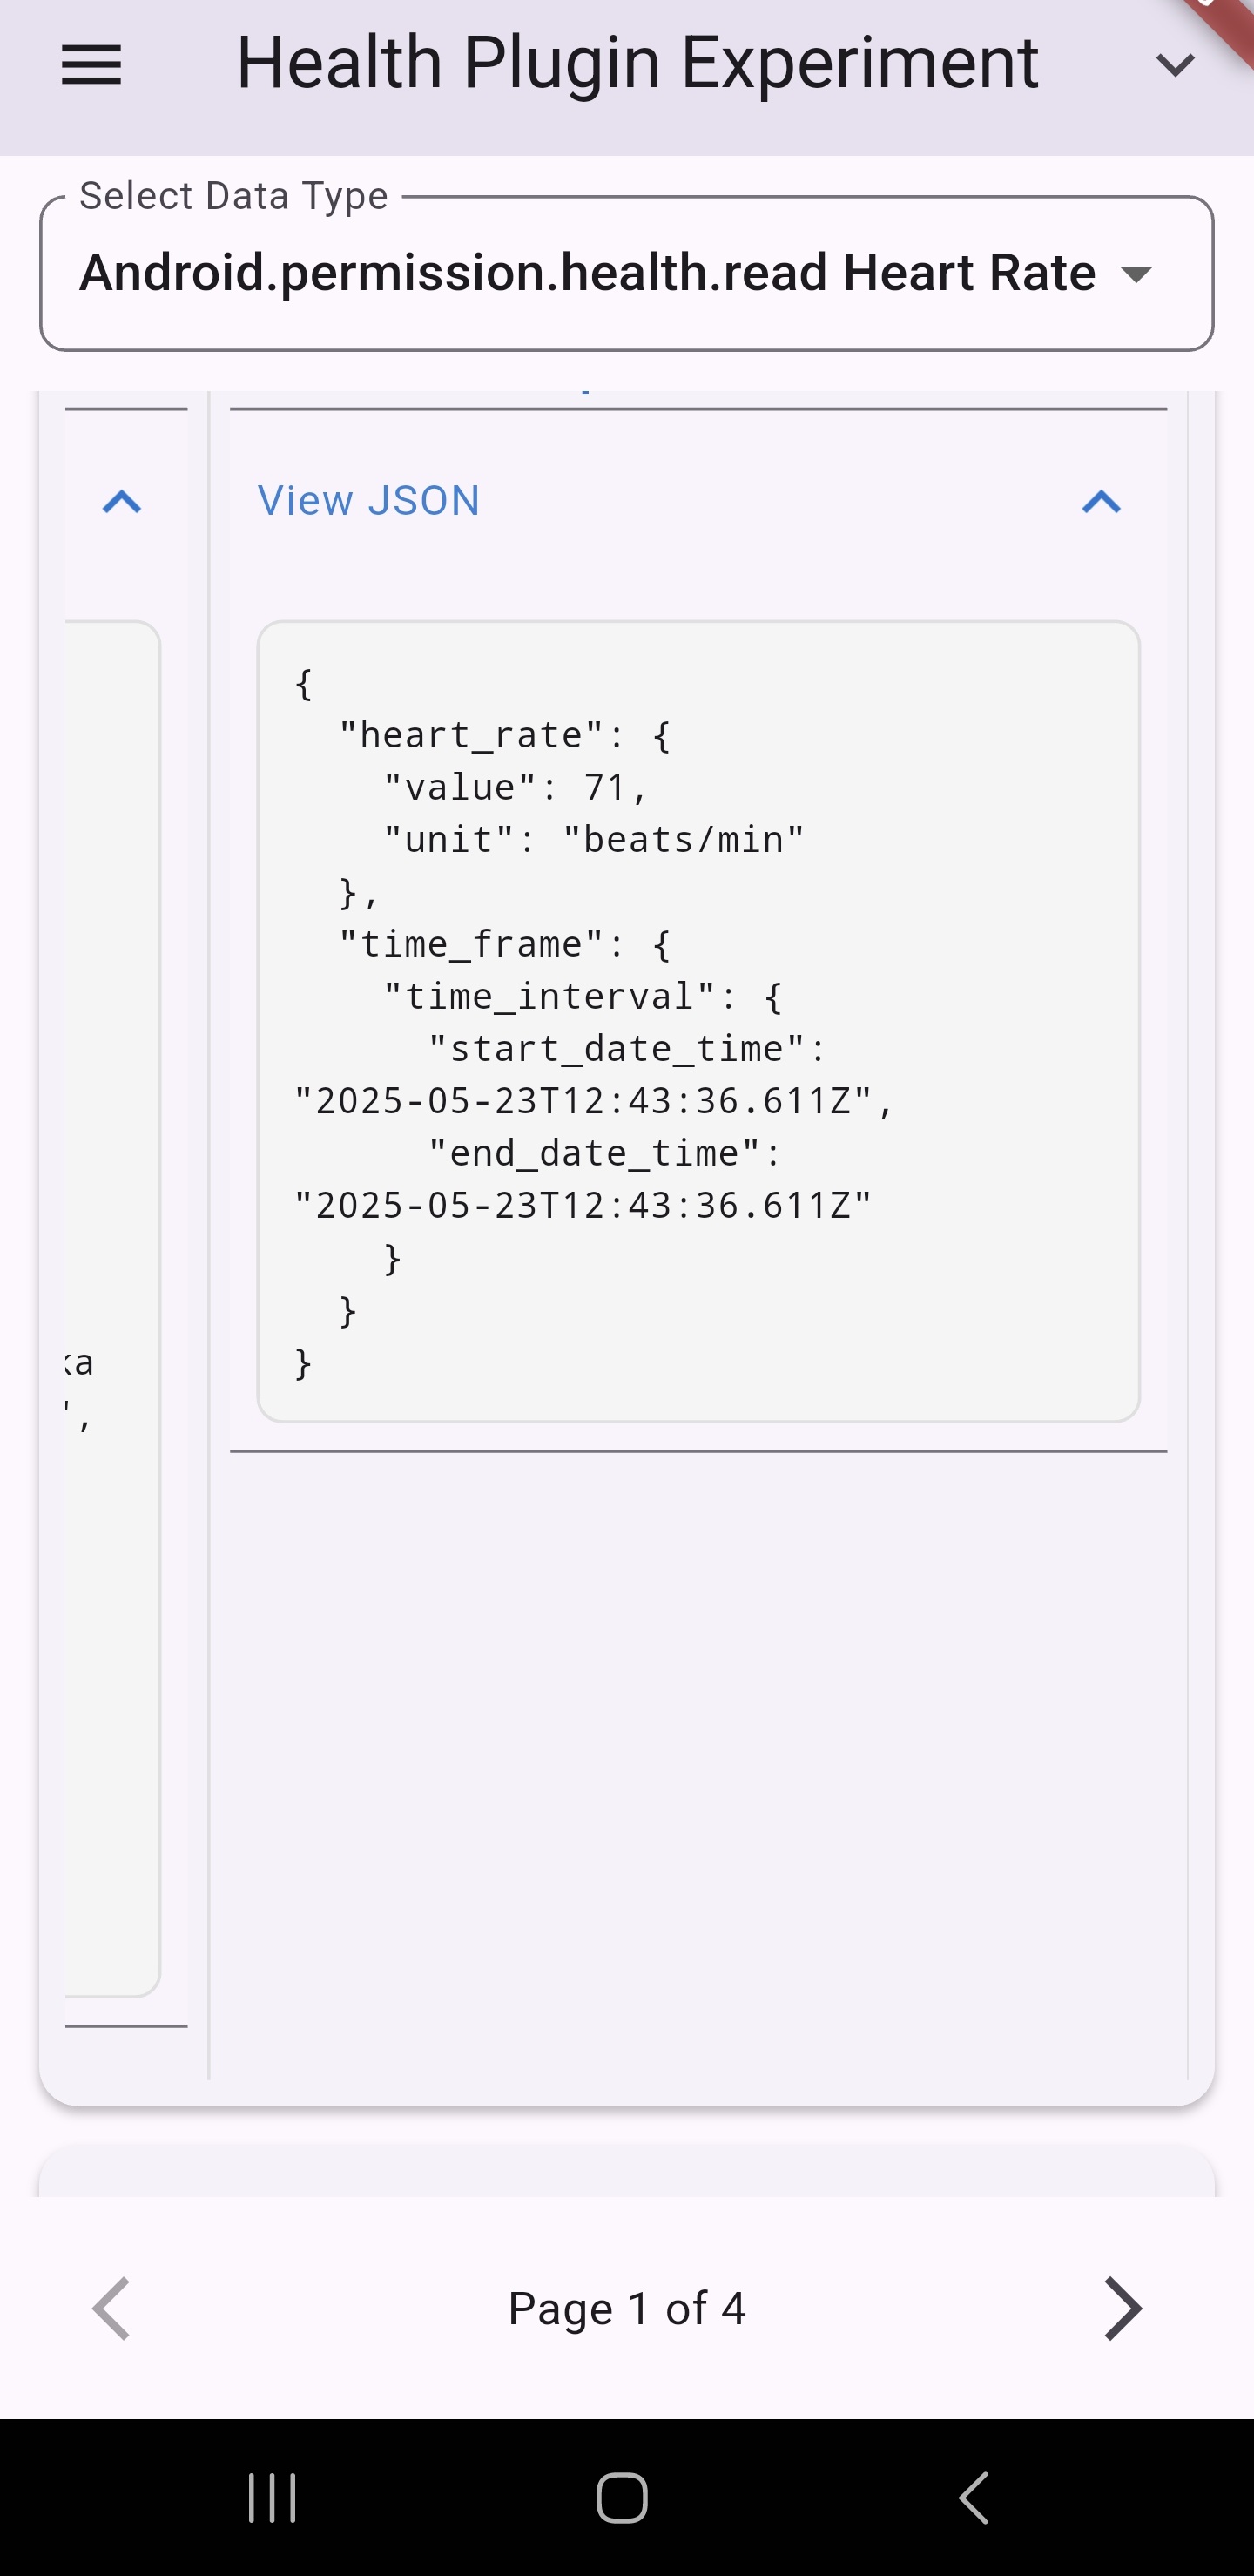 Health Plugin Experiment
Select Data Type
Android.permission.health.read Heart Rate
View JSON
{
  "heart_rate": {
    "value": 71,
    "unit": "beats/min"
  },
  "time_frame": {
    "time_interval": {
      "start_date_time":
"2025-05-23T12:43:36.611Z",
      "end_date_time":
"2025-05-23T12:43:36.611Z"
    }
  }
}
ka
",
Page 1 of 4